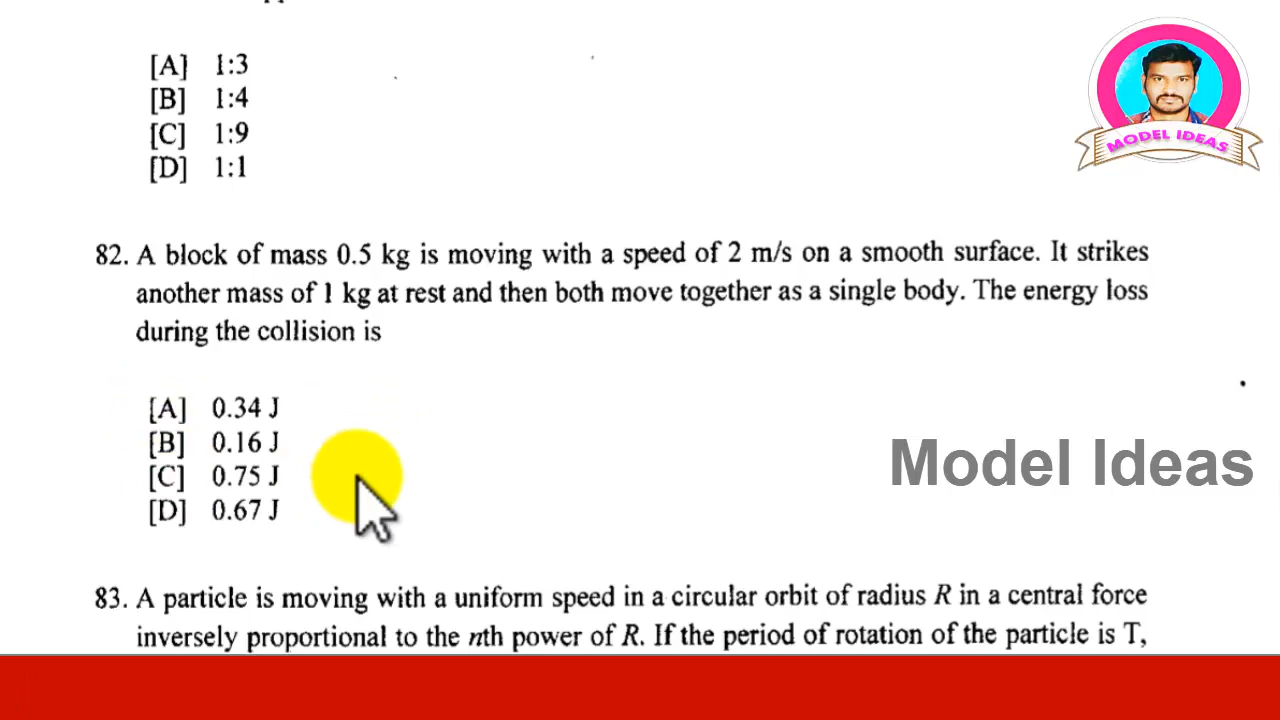 [A] 1:3
[B] 1:4
[C] 1:9
[D] 1:1
MODEL IDEAS
82. A block of mass 0.5 kg is moving with a speed of 2 m/s on a smooth surface. It strikes
another mass of 1 kg at rest and then both move together as a single body. The energy loss
during the collision is
[A] 0.34 J
[B] 0.16 J
[C] 0.75 J
[D] 0.67 J
Model Ideas
83. A particle is moving with a uniform speed in a circular orbit of radius R in a central force
inversely proportional to the nth power of R. If the period of rotation of the particle is T,